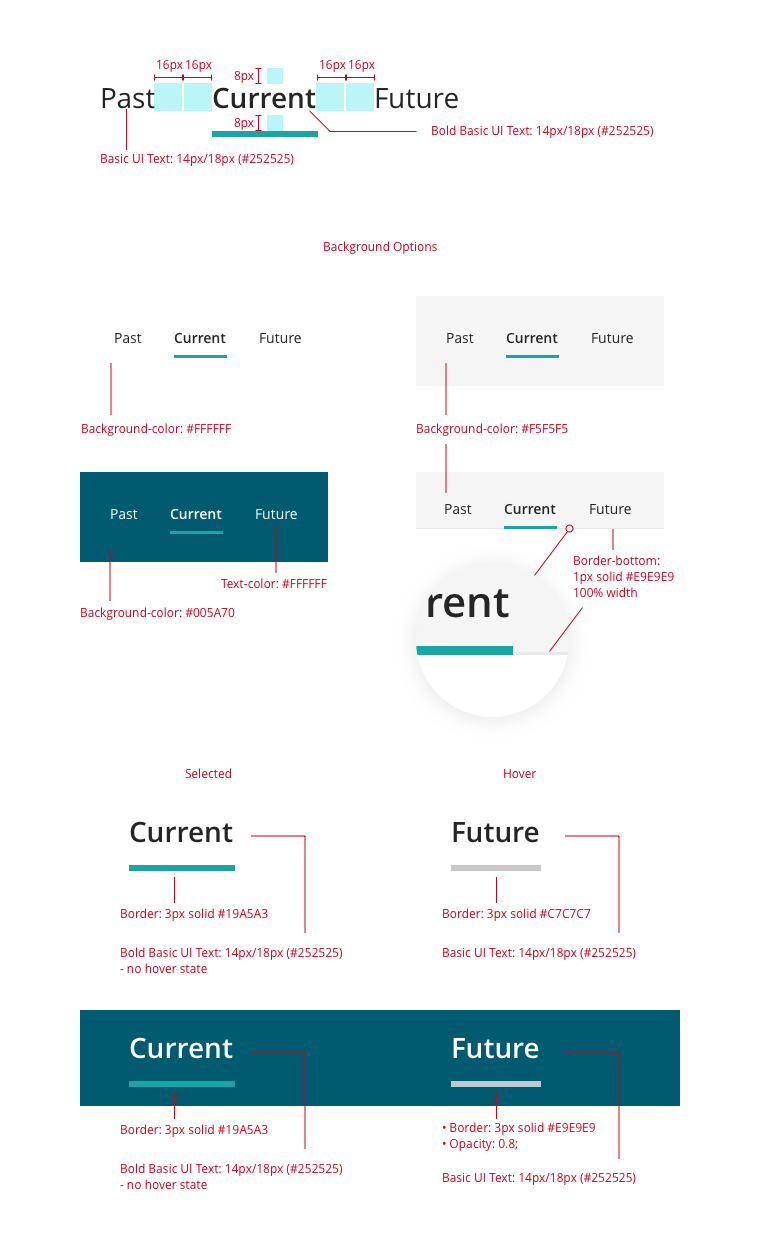 16px 16px
8px
16px 16px
Past Current Future
8px
Bold Basic UI Text: 14px/18px (#252525)
Basic UI Text: 14px/18px (#252525)
Background Options
Past Current Future
Background-color: #FFFFFF
Past Current Future
Background-color: #F5F5F5
Past Current Future
Text-color: #FFFFFF
Background-color: #005A70
Past Current Future
Border-bottom:
1px solid #E9E9E9
100% width
rent
Selected
Current
Border: 3px solid #19A5A3
Bold Basic UI Text: 14px/18px (#252525)
- no hover state
Hover
Future
Border: 3px solid #C7C7C7
Basic UI Text: 14px/18px (#252525)
Current
Border: 3px solid #19A5A3
Bold Basic UI Text: 14px/18px (#252525)
- no hover state
Future
• Border: 3px solid #E9E9E9
• Opacity: 0.8;
Basic UI Text: 14px/18px (#252525)